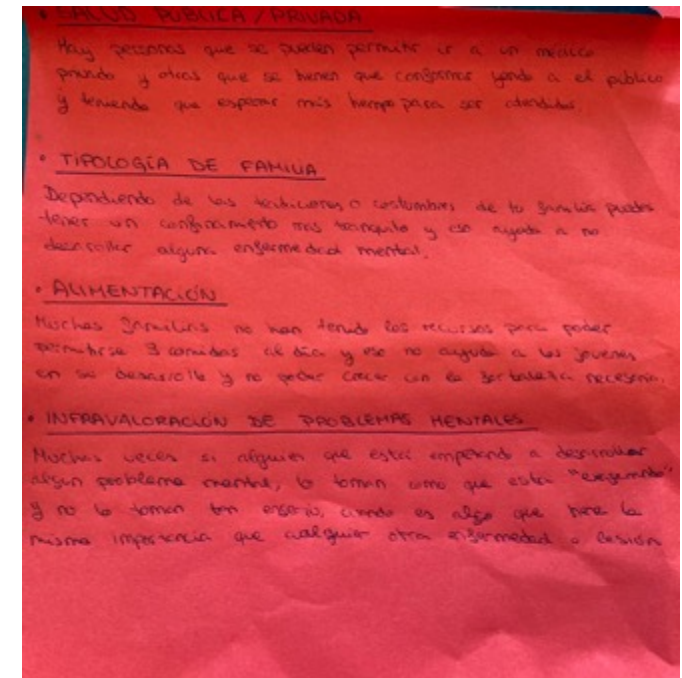 • SALUD PÚBLICA / PRIVADA
Hay personas que se pueden permitir ir a un médico
privado y otras que se tienen que conformar yendo a el público
y teniendo que esperar más tiempo para ser atendidos.
• TIPOLOGÍA DE FAMILIA
Dependiendo de las tradiciones o costumbres de tu familia puedes
tener un confinamiento más tranquilo y eso ayuda a no
desarrollar alguna enfermedad mental.
• ALIMENTACIÓN
Muchas familias no han tenido los recursos para poder
permitirse 3 comidas al día y eso no ayuda a los jóvenes
en su desarrollo y no poder crecer con la fortaleza necesaria.
• INFRAVALORACIÓN DE PROBLEMAS MENTALES
Muchas veces si alguien que está empezando a desarrollar
algún problema mental, lo toman como que está "exagerando"
y no lo toman tan enserio, cuando es algo que tiene la
misma importancia que cualquier otra enfermedad o lesión